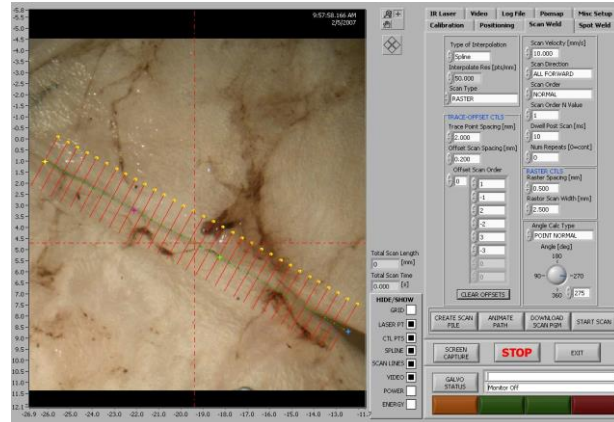 9:57:58.166 AM
2/5/2007
-5.8
-5.0
-4.5
-4.0
-3.5
-3.0
-2.5
-2.0
-1.5
-1.0
-0.5
0.0
0.5
1.0
1.5
2.0
2.5
3.0
3.5
4.0
4.5
5.0
5.5
6.0
6.5
7.0
7.5
8.0
8.5
9.0
9.5
10.0
10.5
11.0
11.5
12.1
-26.9 -26.0 -25.0 -24.0 -23.0 -22.0 -21.0 -20.0 -19.0 -18.0 -17.0 -16.0 -15.0 -14.0 -13.0 -11.7
Total Scan Length
0 [mm]
Total Scan Time
0.000 [s]
HIDE/SHOW
GRID
LASER PT
CTL PTS
SPLINE
SCAN LINES
VIDEO
POWER
ENERGY
IR Laser Video Log File Poxmap Misc Setup
Calibration Positioning Scan Weld Spot Weld
Type of Interpolation
Spline
Interpolate Res [pts/mm]
50.000
Scan Type
RASTER
TRACE-OFFSET CTLS
Trace Point Spacing [mm]
2.000
Offset Scan Spacing [mm]
0.200
Offset Scan Order
0
1
-1
2
-2
3
-3
0
0
CLEAR OFFSETS
Scan Velocity [mm/s]
10.000
Scan Direction
ALL FORWARD
Scan Order
NORMAL
Scan Order N Value
1
Dwell Post Scan [ms]
10
Num Repeats [0=cont]
0
RASTER CTLS
Raster Spacing [mm]
0.500
Raster Scan Width [mm]
2.500
Angle Calc Type
POINT NORMAL
Angle [deg]
180
90
270
360
275
CREATE SCAN FILE
ANIMATE PATH
DOWNLOAD SCAN PGM
START SCAN
SCREEN CAPTURE
STOP
EXIT
GALVO STATUS
Monitor Off